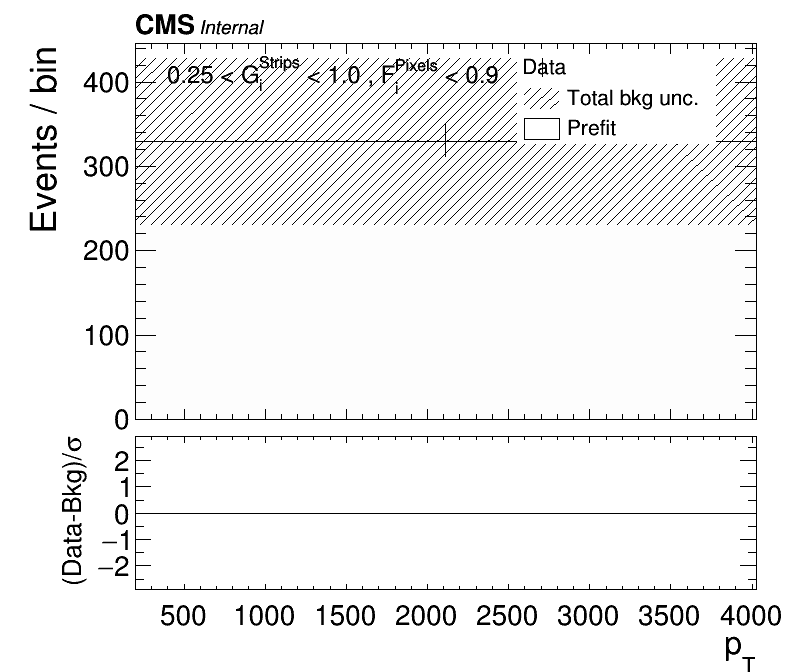 CMS Internal
Events / bin
400
300
200
100
0
0.25 < G_i^Strips < 1.0 , F_i^Pixels < 0.9
Data
Total bkg unc.
Prefit
(Data-Bkg)/σ
2
1
0
−1
−2
500 1000 1500 2000 2500 3000 3500 4000
p_T